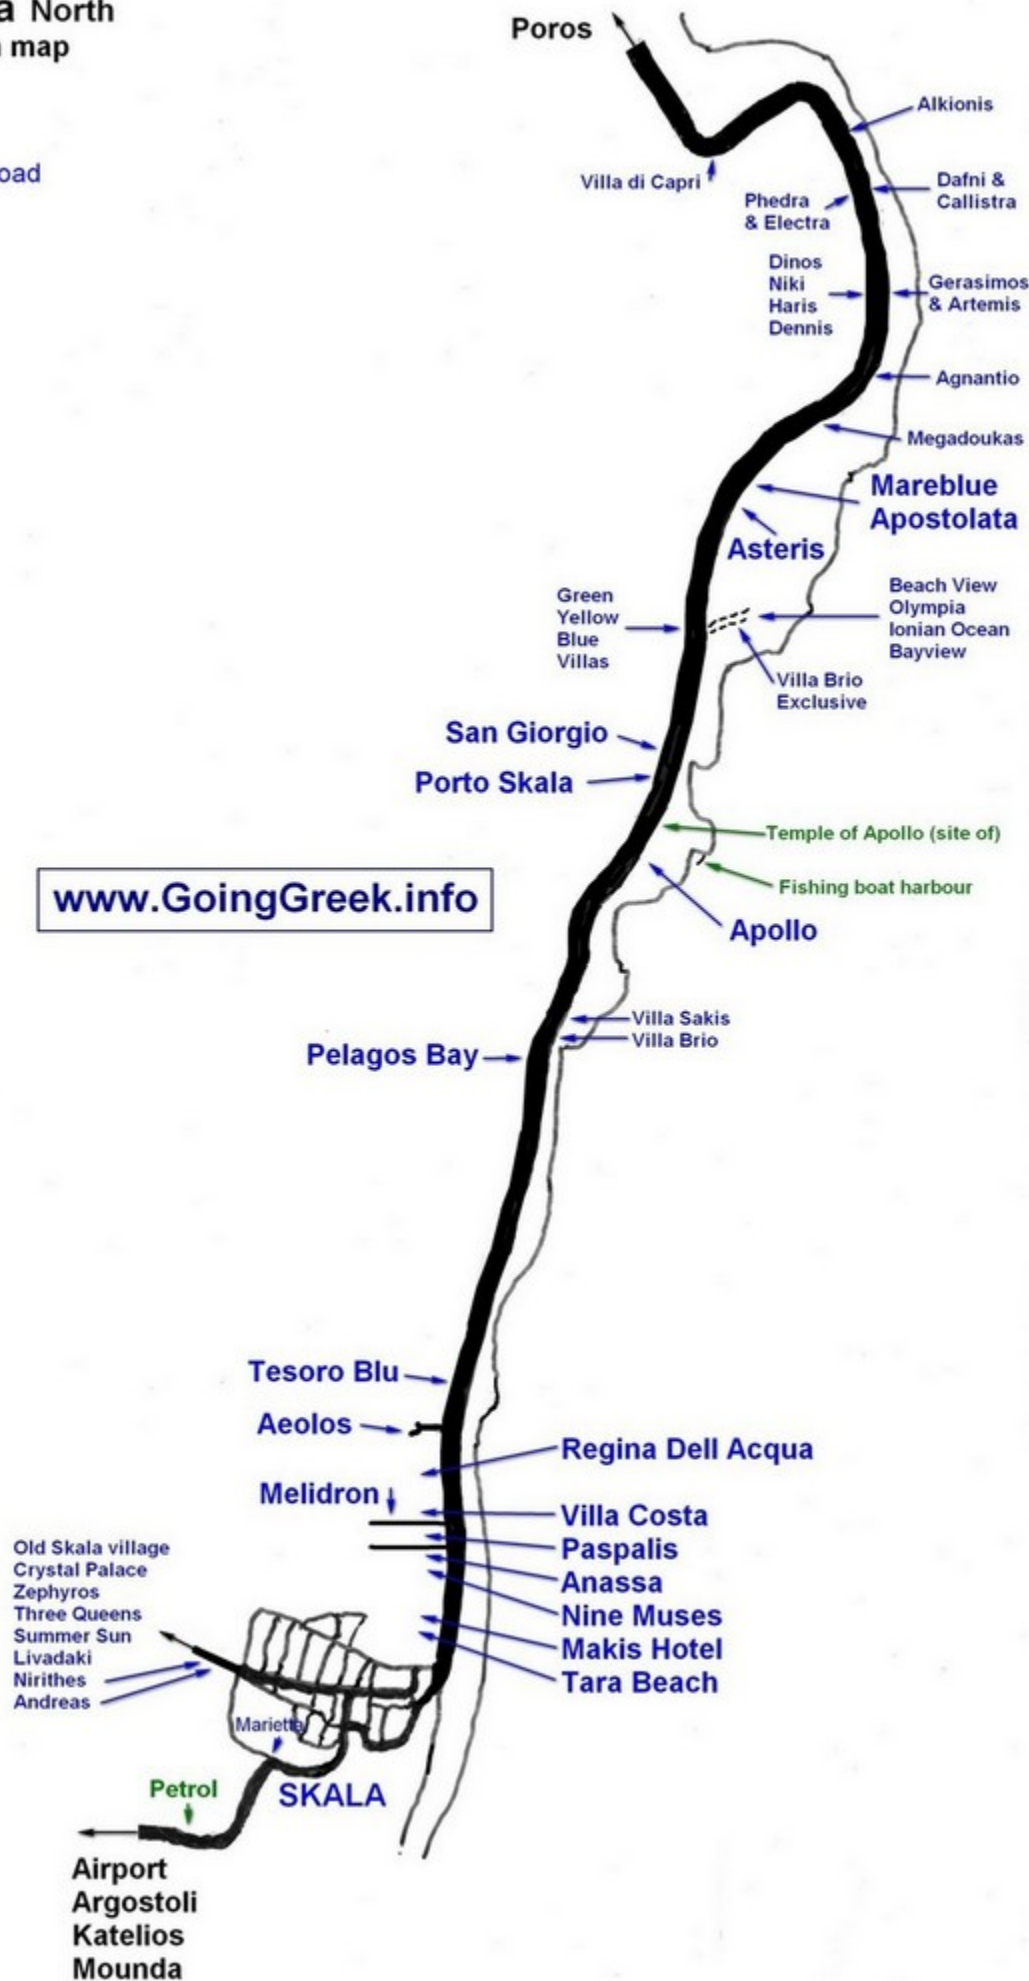 North
map
oad
Poros
Alkionis
Villa di Capri
Dafni &
Callistra
Phedra
& Electra
Dinos
Niki
Haris
Dennis
Gerasimos
& Artemis
Agnantio
Megadoukas
Mareblue
Apostolata
Asteris
Green
Yellow
Blue
Villas
Beach View
Olympia
Ionian Ocean
Bayview
Villa Brio
Exclusive
San Giorgio
Porto Skala
Temple of Apollo (site of)
Fishing boat harbour
www.GoingGreek.info
Apollo
Villa Sakis
Villa Brio
Pelagos Bay
Tesoro Blu
Aeolos
Regina Dell Acqua
Melidron
Villa Costa
Paspalis
Anassa
Nine Muses
Makis Hotel
Tara Beach
Old Skala village
Crystal Palace
Zephyros
Three Queens
Summer Sun
Livadaki
Nirithes
Andreas
Marietta
SKALA
Petrol
Airport
Argostoli
Katelios
Mounda